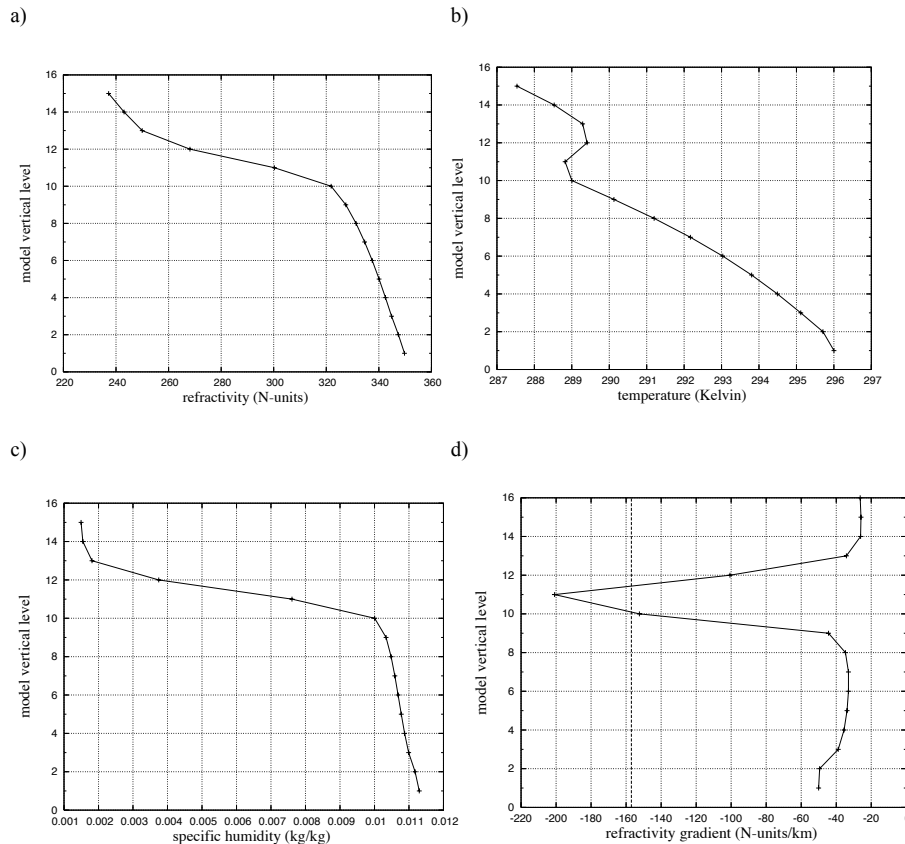 a)
16
14
12
10
8
6
4
2
0
model vertical level
220 240 260 280 300 320 340 360
refractivity (N-units)
b)
16
14
12
10
8
6
4
2
0
model vertical level
287 288 289 290 291 292 293 294 295 296 297
temperature (Kelvin)
c)
16
14
12
10
8
6
4
2
0
model vertical level
0.001 0.002 0.003 0.004 0.005 0.006 0.007 0.008 0.009 0.01 0.011 0.012
specific humidity (kg/kg)
d)
16
14
12
10
8
6
4
2
0
model vertical level
-220 -200 -180 -160 -140 -120 -100 -80 -60 -40 -20 0
refractivity gradient (N-units/km)